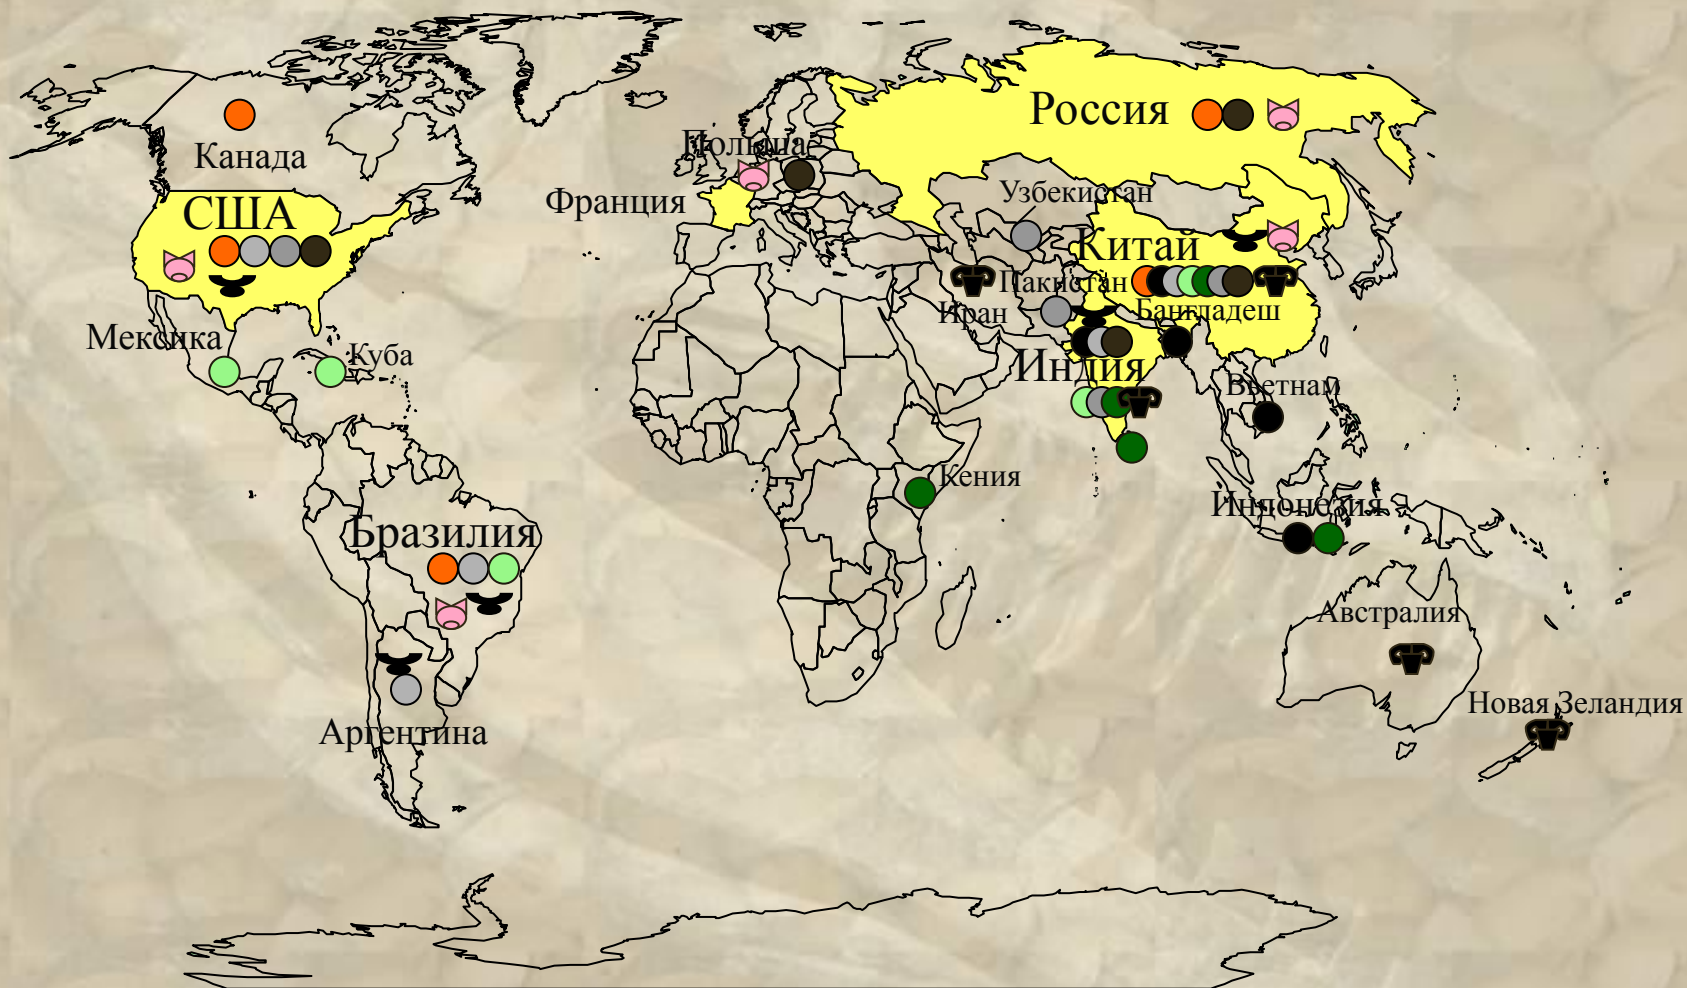 Россия
Польша
Канада
Узбекистан
Франция
США
Китай
Пакистан
Иран
Бангладеш
Мексика
Куба
Индия
Вьетнам
Кения
Индонезия
Бразилия
Австралия
Новая Зеландия
Аргентина